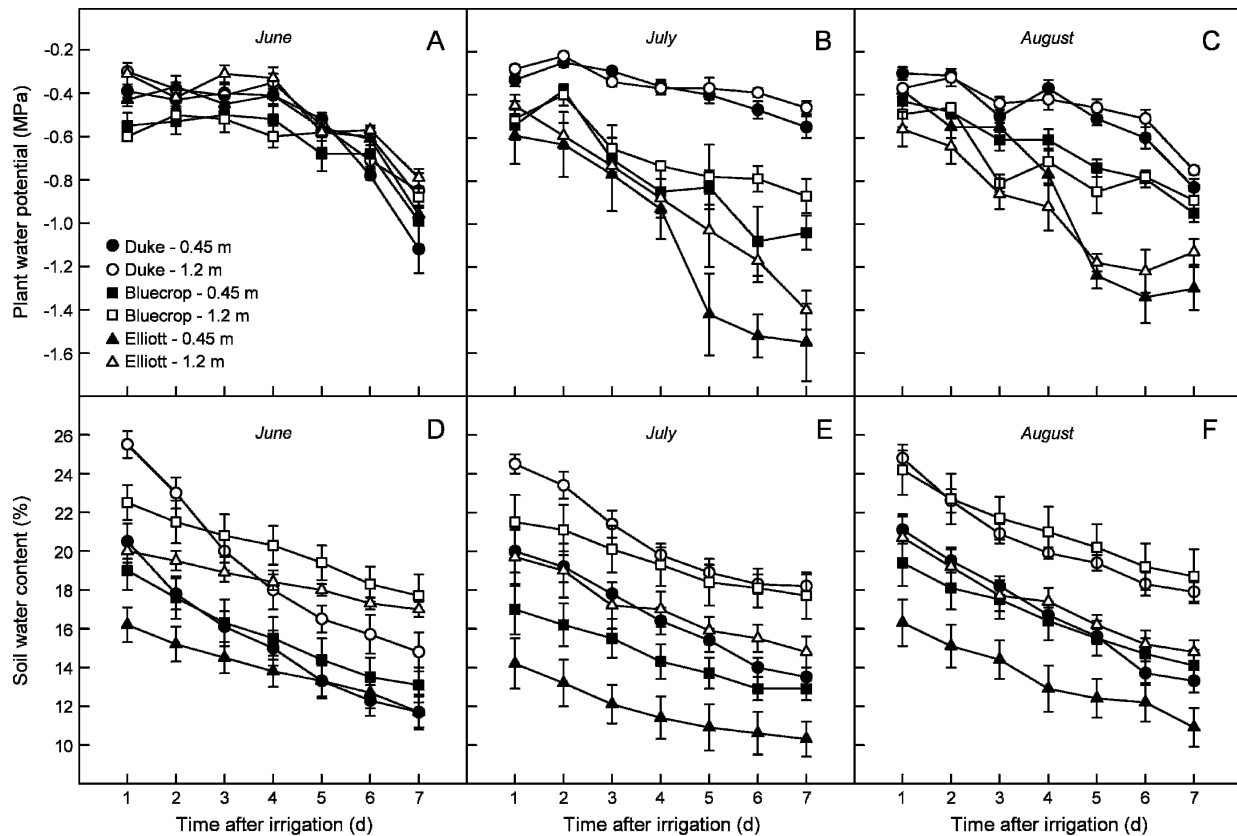 June
A
July
B
August
C
Plant water potential (MPa)
-0.2
-0.4
-0.6
-0.8
-1.0
-1.2
-1.4
-1.6
Duke - 0.45 m
Duke - 1.2 m
Bluecrop - 0.45 m
Bluecrop - 1.2 m
Elliott - 0.45 m
Elliott - 1.2 m
June
D
July
E
August
F
Soil water content (%)
26
24
22
20
18
16
14
12
10
1 2 3 4 5 6 7
1 2 3 4 5 6 7
1 2 3 4 5 6 7
Time after irrigation (d)
Time after irrigation (d)
Time after irrigation (d)